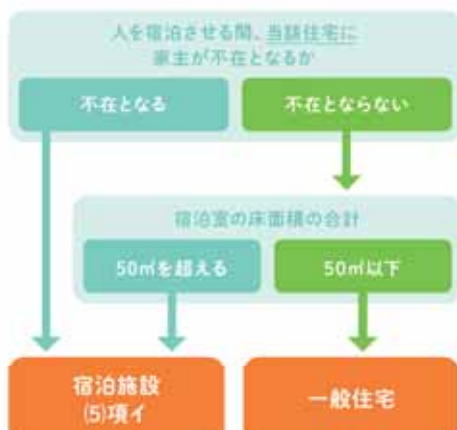 人を宿泊させる間、当該住宅に
家主が不在となるか
不在となる
不在とならない
宿泊室の床面積の合計
50㎡を超える
50㎡以下
宿泊施設
(5)項イ
一般住宅